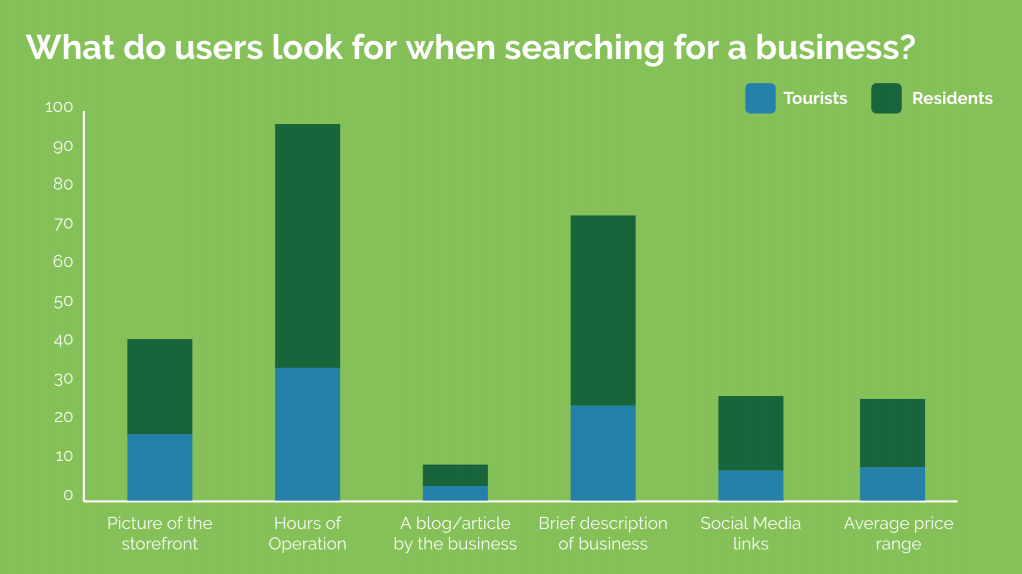 What do users look for when searching for a business?
Tourists
Residents
100
90
80
70
60
50
40
30
20
10
0
Picture of the
storefront
Hours of
Operation
A blog/article
by the business
Brief description
of business
Social Media
links
Average price
range